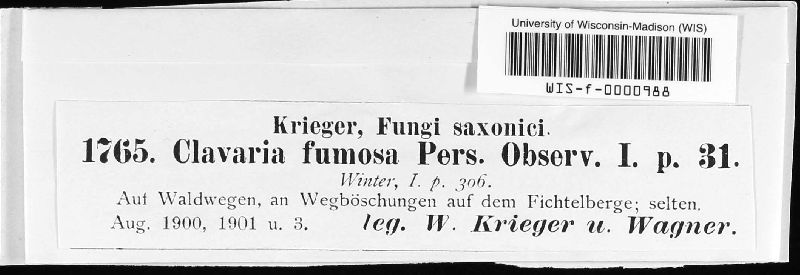 University of Wisconsin-Madison (WIS)
WIS-f-0000988
Krieger, Fungi saxonici.
1765. Clavaria fumosa Pers. Observ. I. p. 31.
Winter, I. p. 306.
Auf Waldwegen, an Wegböschungen auf dem Fichtelberge; selten.
Aug. 1900, 1901 u. 3. leg. W. Krieger u. Wagner.